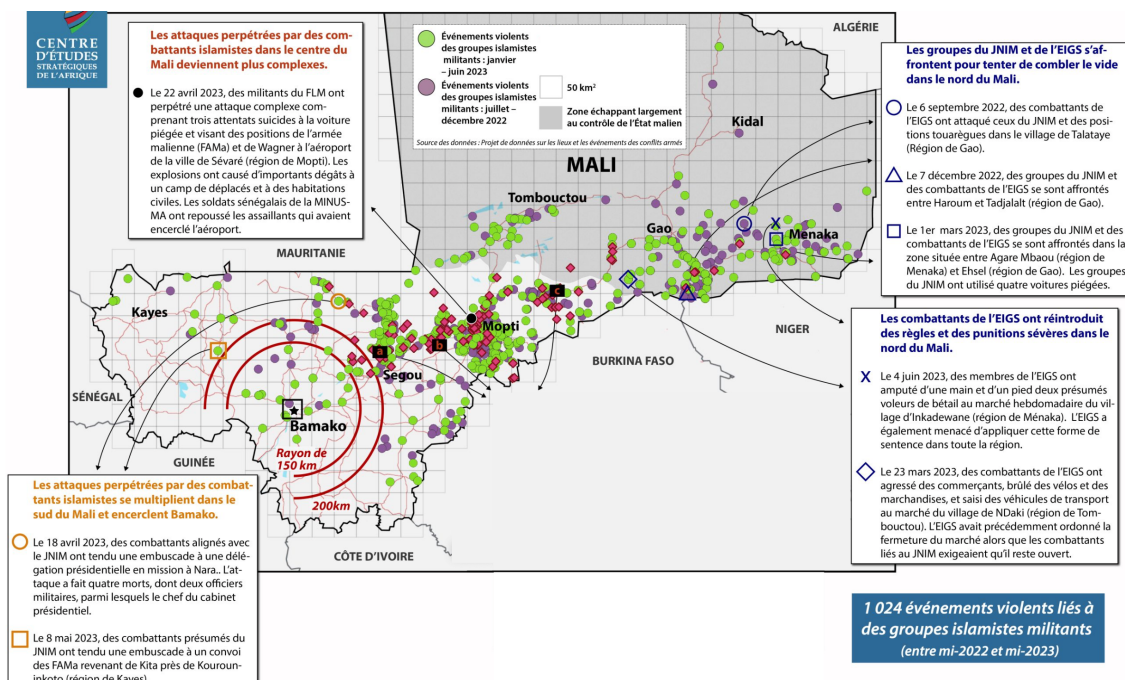 CENTRE
D'ÉTUDES
STRATÉGIQUES
DE L'AFRIQUE
Les attaques perpétrées par des com-
battants islamistes dans le centre du
Mali deviennent plus complexes.
Le 22 avril 2023, des militants du FLM ont
perpétré une attaque complexe com-
prenant trois attentats suicides à la voiture
piégée et visant des positions de l'armée
malienne (FAMa) et de Wagner à l'aéroport
de la ville de Sévaré (région de Mopti). Les
explosions ont causé d'importants dégâts à
un camp de déplacés et à des habitations
civiles. Les soldats sénégalais de la MINUS-
MA ont repoussé les assaillants qui avaient
encerclé l'aéroport.
Événements violents
des groupes islamistes
militants : janvier
– juin 2023
Événements violents
des groupes islamistes
militants : juillet –
décembre 2022
50 km²
Zone échappant largement
au contrôle de l'État malien
Source des données : Projet de données sur les lieux et les événements des conflits armés
ALGÉRIE
Les groupes du JNIM et de l'EIGS s'af-
frontent pour tenter de combler le vide
dans le nord du Mali.
Le 6 septembre 2022, des combattants de
l'EIGS ont attaqué ceux du JNIM et des posi-
tions touarègues dans le village de Talataye
(Région de Gao).
Le 7 décembre 2022, des groupes du JNIM et
des combattants de l'EIGS se sont affrontés
entre Haroum et Tadjalalt (région de Gao).
Le 1er mars 2023, des groupes du JNIM et des
combattants de l'EIGS se sont affrontés dans la
zone située entre Agare Mbaou (région de
Menaka) et Ehsel (région de Gao). Les groupes
du JNIM ont utilisé quatre voitures piégées.
Kidal
MALI
Tombouctou
Gao
X
Menaka
MAURITANIE
Kayes
c
Mopti
NIGER
a
b
BURKINA FASO
Segou
SÉNÉGAL
Bamako
GUINÉE
Rayon de
150 km
200km
CÔTE D'IVOIRE
Les combattants de l'EIGS ont réintroduit
des règles et des punitions sévères dans le
nord du Mali.
X
Le 4 juin 2023, des membres de l'EIGS ont
amputé d'une main et d'un pied deux présumés
voleurs de bétail au marché hebdomadaire du vil-
lage d'Inkadewane (région de Ménaka). L'EIGS a
également menacé d'appliquer cette forme de
sentence dans toute la région.
Le 23 mars 2023, des combattants de l'EIGS ont
agressé des commerçants, brûlé des vélos et des
marchandises, et saisi des véhicules de transport
au marché du village de NDaki (région de Tom-
bouctou). L'EIGS avait précédemment ordonné la
fermeture du marché alors que les combattants
liés au JNIM exigeaient qu'il reste ouvert.
Les attaques perpétrées par des combat-
tants islamistes se multiplient dans le
sud du Mali et encerclent Bamako.
Le 18 avril 2023, des combattants alignés avec
le JNIM ont tendu une embuscade à une délé-
gation présidentielle en mission à Nara.. L'at-
taque a fait quatre morts, dont deux officiers
militaires, parmi lesquels le chef du cabinet
présidentiel.
Le 8 mai 2023, des combattants présumés du
JNIM ont tendu une embuscade à un convoi
des FAMa revenant de Kita près de Kouroun-
inkoto (région de Kayes)
1 024 événements violents liés à
des groupes islamistes militants
(entre mi-2022 et mi-2023)